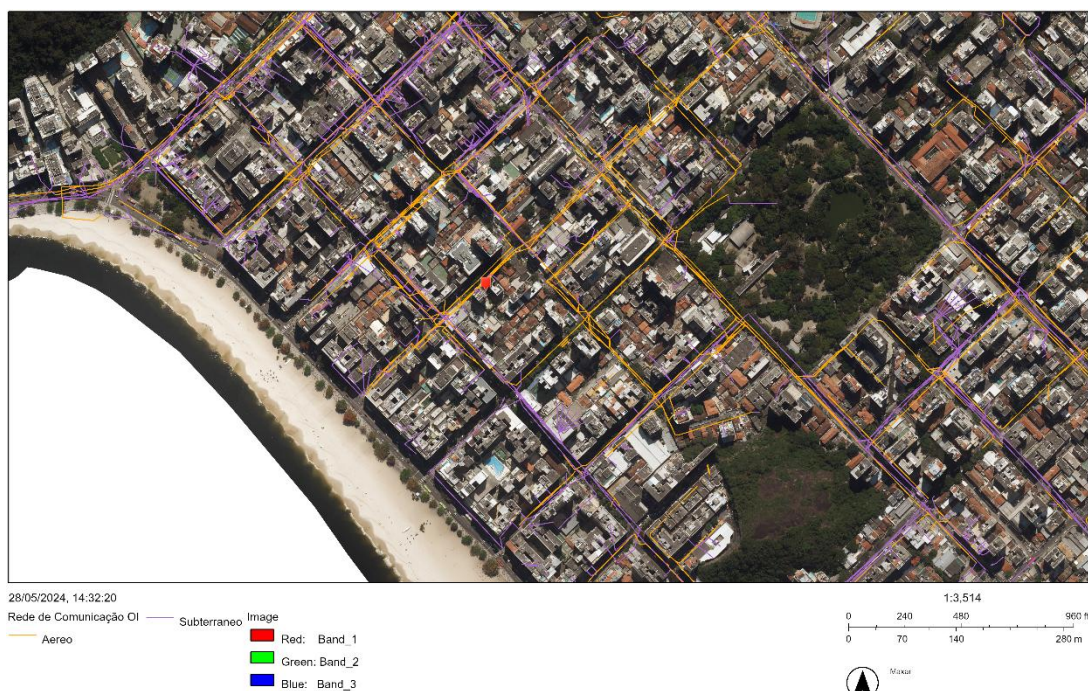 28/05/2024, 14:32:20
Rede de Comunicação OI
Aereo
Subterraneo
Image
Red: Band_1
Green: Band_2
Blue: Band_3
1:3,514
0 240 480 960 ft
0 70 140 280 m
Maxar